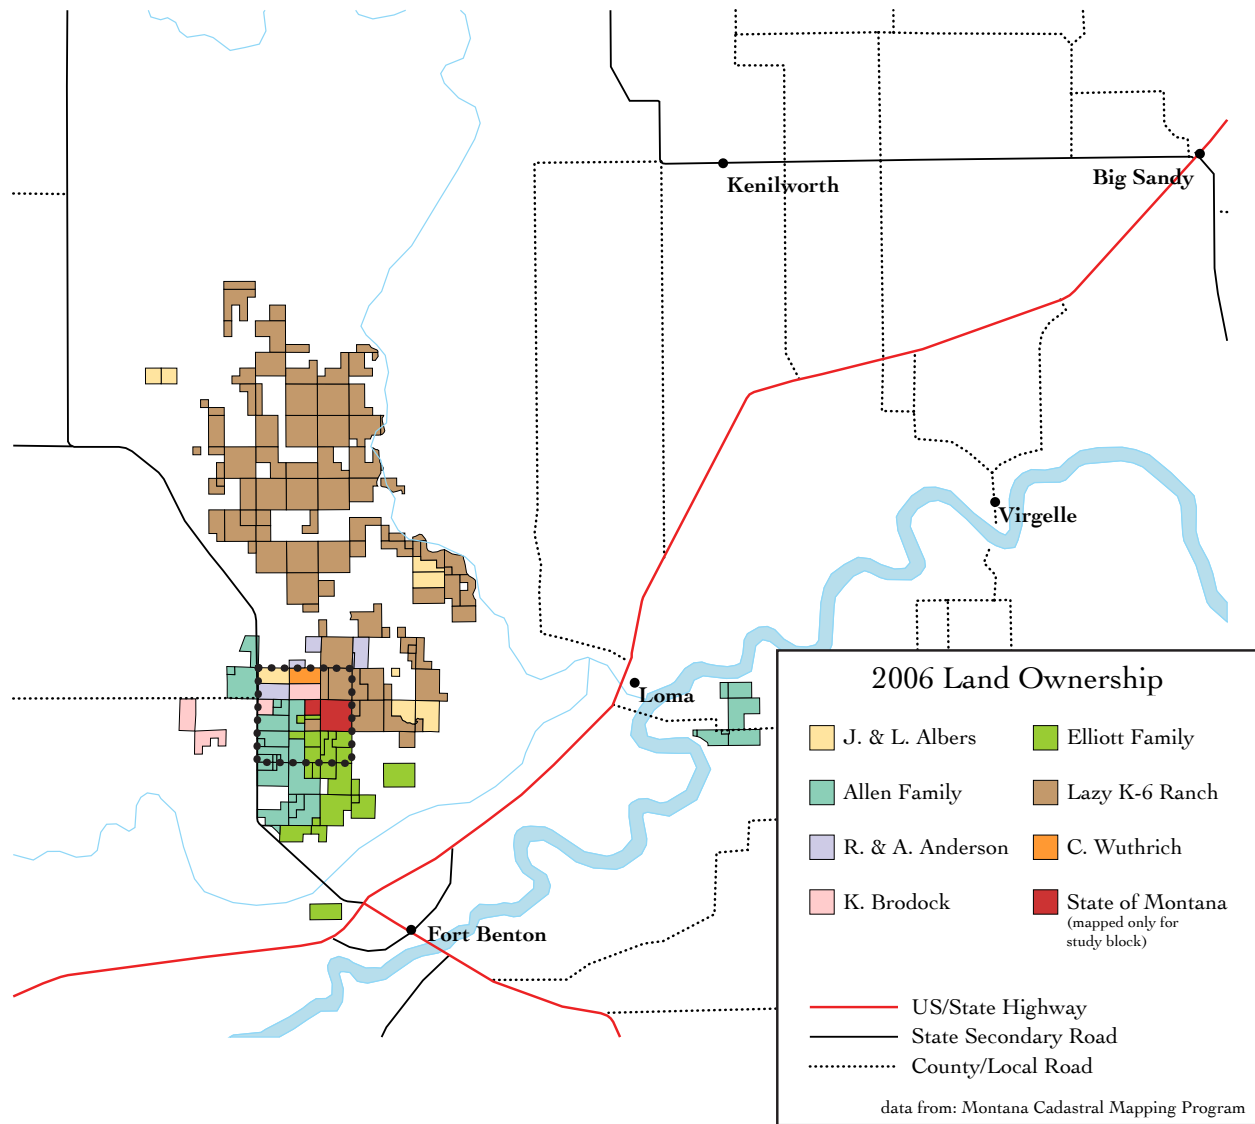 Kenilworth
Big Sandy
Virgelle
Loma
Fort Benton
2006 Land Ownership
J. & L. Albers
Allen Family
R. & A. Anderson
K. Brodock
Elliott Family
Lazy K-6 Ranch
C. Wuthrich
State of Montana
(mapped only for
study block)
US/State Highway
State Secondary Road
County/Local Road
data from: Montana Cadastral Mapping Program